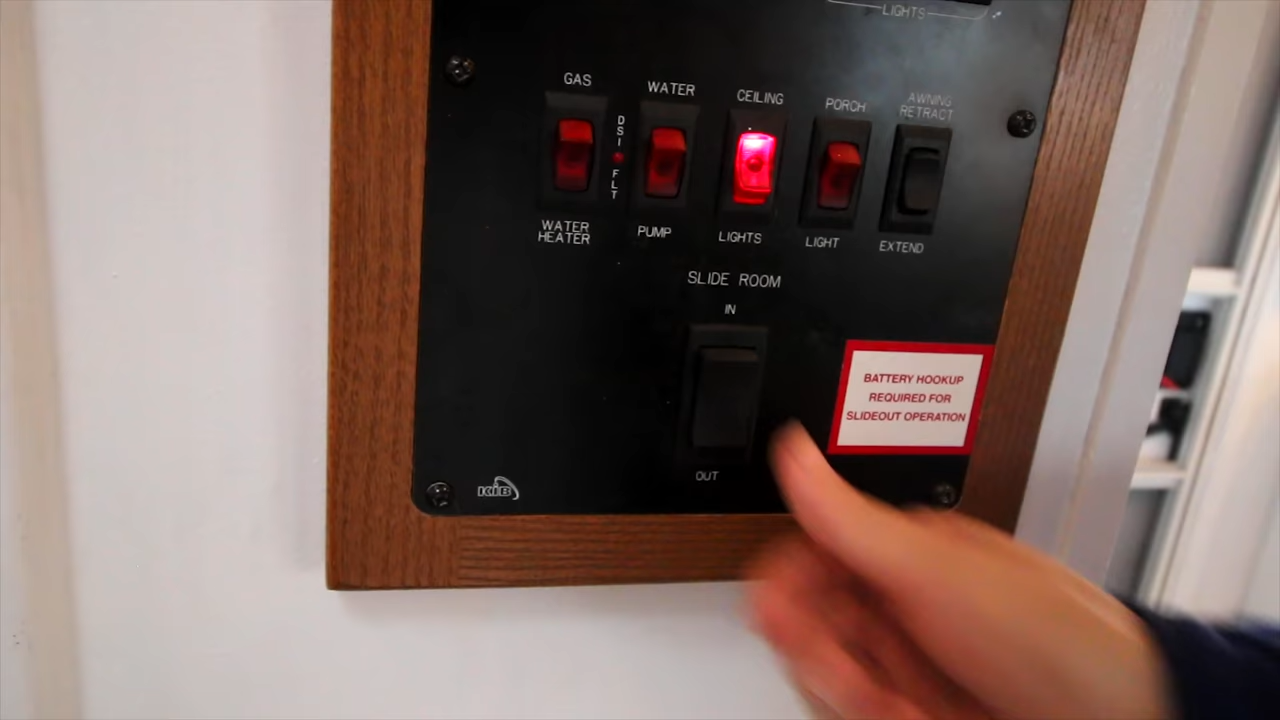 LIGHTS
GAS
WATER
CEILING
PORCH
AWNING
RETRACT
DSI
FLT
WATER
HEATER
PUMP
LIGHTS
LIGHT
EXTEND
SLIDE ROOM
IN
OUT
BATTERY HOOKUP
REQUIRED FOR
SLIDEOUT OPERATION
KIB